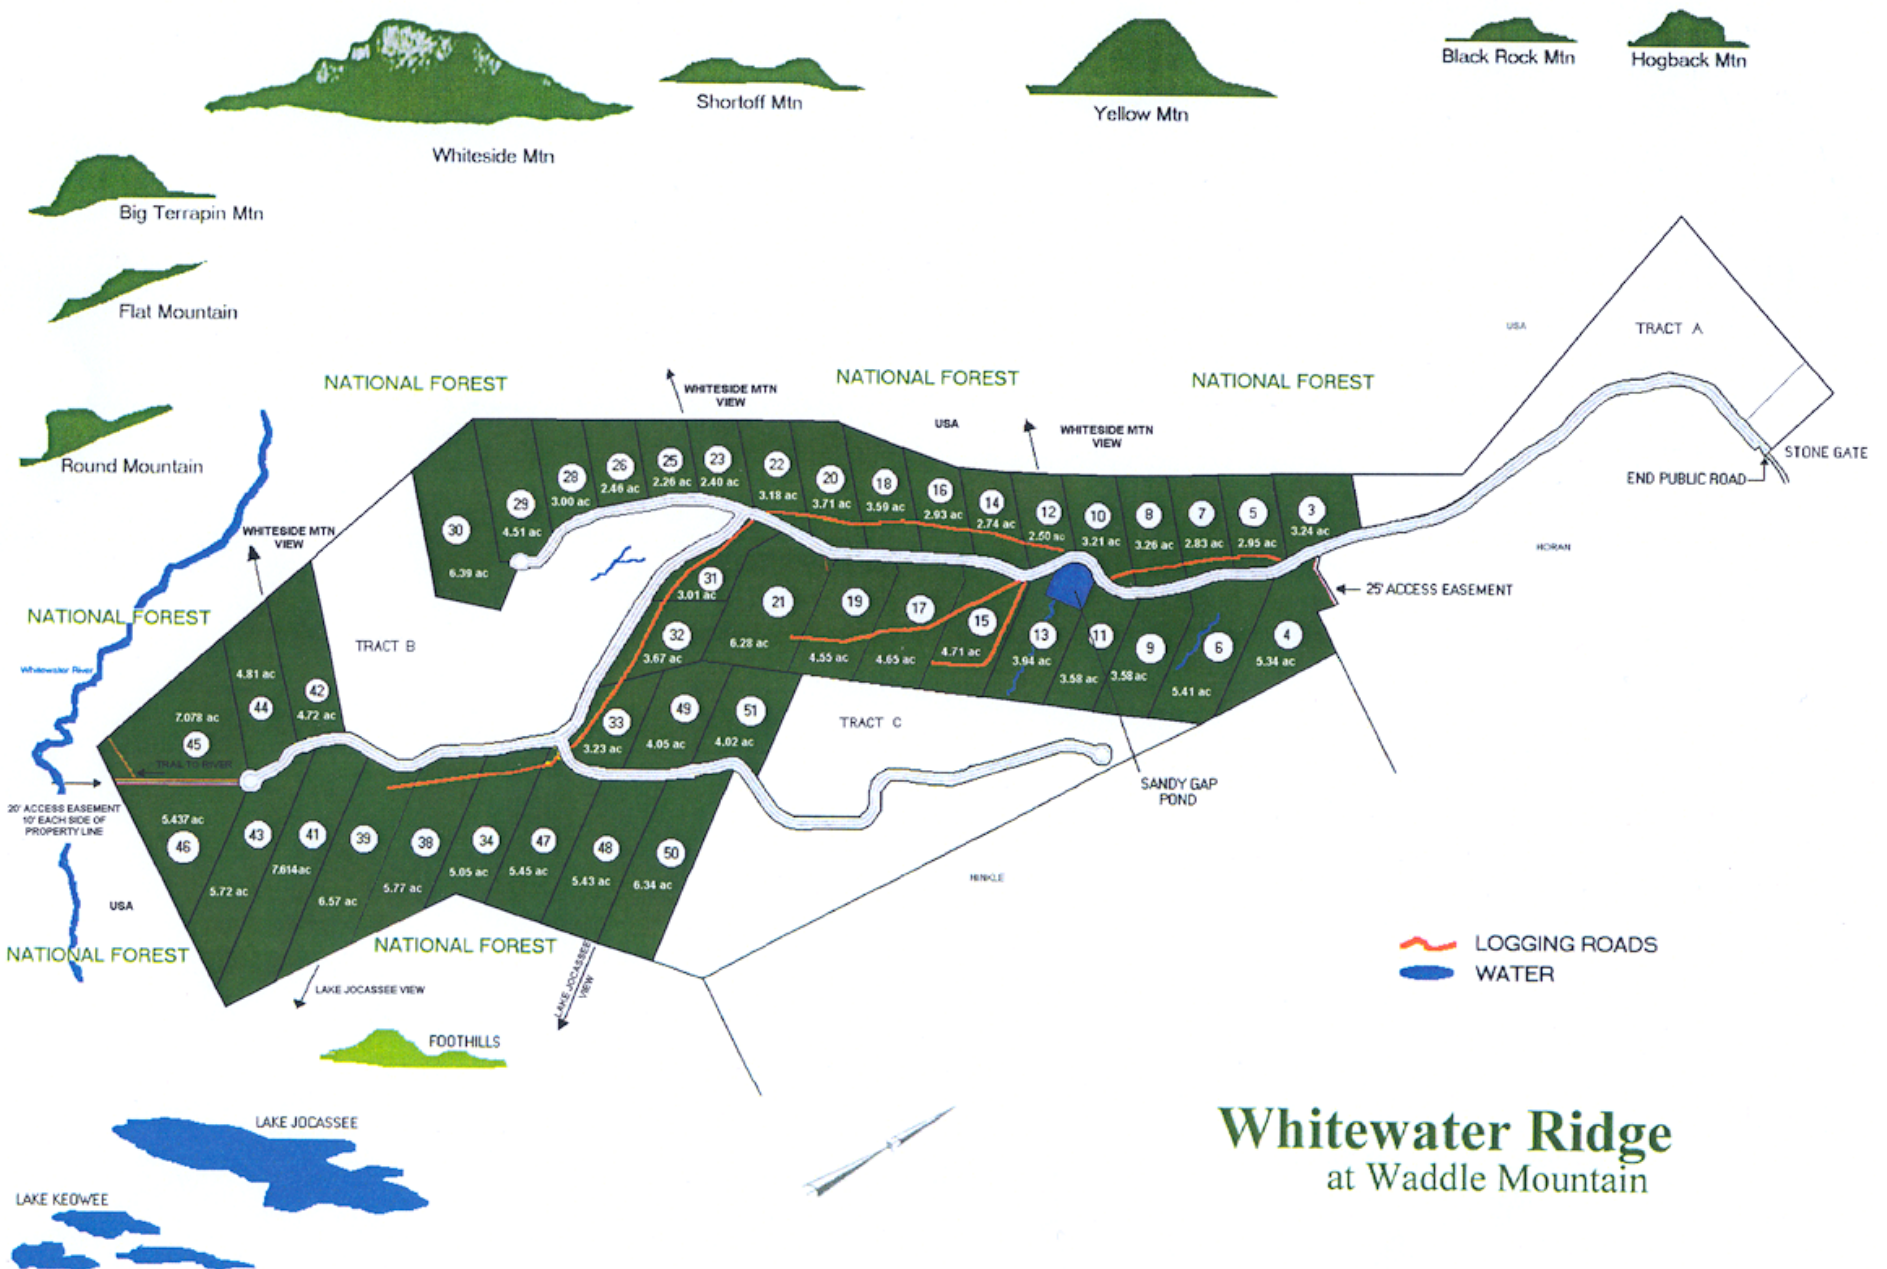 Black Rock Mtn
Hogback Mtn
Shortoff Mtn
Yellow Mtn
Whiteside Mtn
Big Terrapin Mtn
Flat Mountain
Round Mountain
USA
TRACT A
NATIONAL FOREST
WHITESIDE MTN
VIEW
NATIONAL FOREST
NATIONAL FOREST
USA
WHITESIDE MTN
VIEW
STONE GATE
END PUBLIC ROAD
HORAN
25' ACCESS EASEMENT
30
6.39 ac
29
4.51 ac
28
3.00 ac
26
2.46 ac
25
2.26 ac
23
2.40 ac
22
3.18 ac
20
3.71 ac
18
3.59 ac
16
2.93 ac
14
2.74 ac
12
2.50 ac
10
3.21 ac
8
3.26 ac
7
2.83 ac
5
2.95 ac
3
3.24 ac
WHITESIDE MTN
VIEW
NATIONAL FOREST
Whitewater River
TRACT B
31
3.01 ac
32
3.67 ac
21
6.28 ac
19
4.55 ac
17
4.65 ac
15
4.71 ac
13
3.94 ac
11
3.58 ac
9
3.58 ac
6
5.41 ac
4
5.34 ac
4.81 ac
44
42
4.72 ac
7.078 ac
45
TRAIL TO RIVER
33
3.23 ac
49
4.05 ac
51
4.02 ac
TRACT C
SANDY GAP
POND
20' ACCESS EASEMENT
10' EACH SIDE OF
PROPERTY LINE
5.437 ac
46
43
5.72 ac
41
7.614ac
39
6.57 ac
38
5.77 ac
34
5.05 ac
47
5.45 ac
48
5.43 ac
50
6.34 ac
HINKLE
USA
NATIONAL FOREST
NATIONAL FOREST
LAKE JOCASSEE VIEW
LAKE JOCASSEE
VIEW
LOGGING ROADS
WATER
FOOTHILLS
LAKE JOCASSEE
LAKE KEOWEE
Whitewater Ridge
at Waddle Mountain